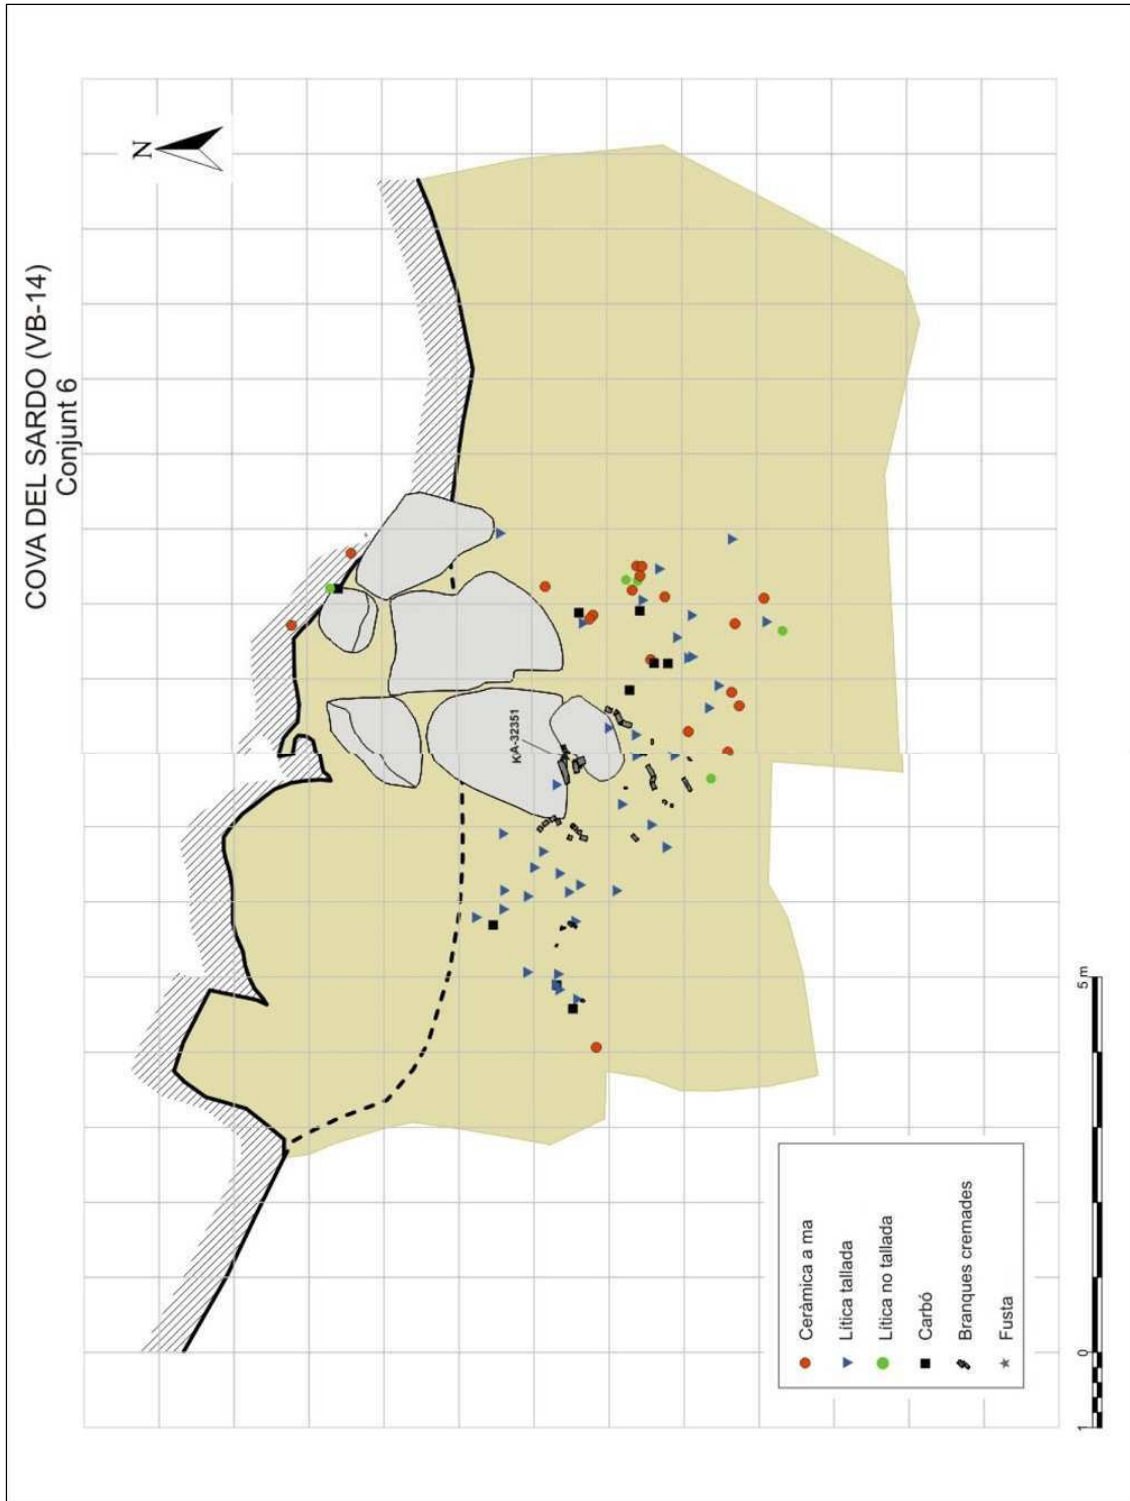 COVA DEL SARDO (VB-14)
Conjunt 6
N
KA-32351
Ceràmica a ma
Lítica tallada
Lítica no tallada
Carbó
Branques cremades
Fusta
1
0
5 m